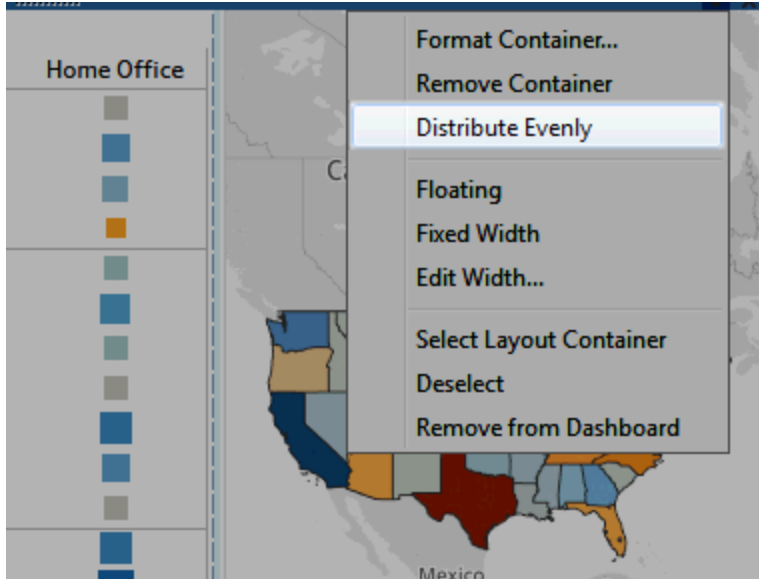 Home Office
Format Container...
Remove Container
Distribute Evenly
Floating
Fixed Width
Edit Width...
Select Layout Container
Deselect
Remove from Dashboard
Mexico